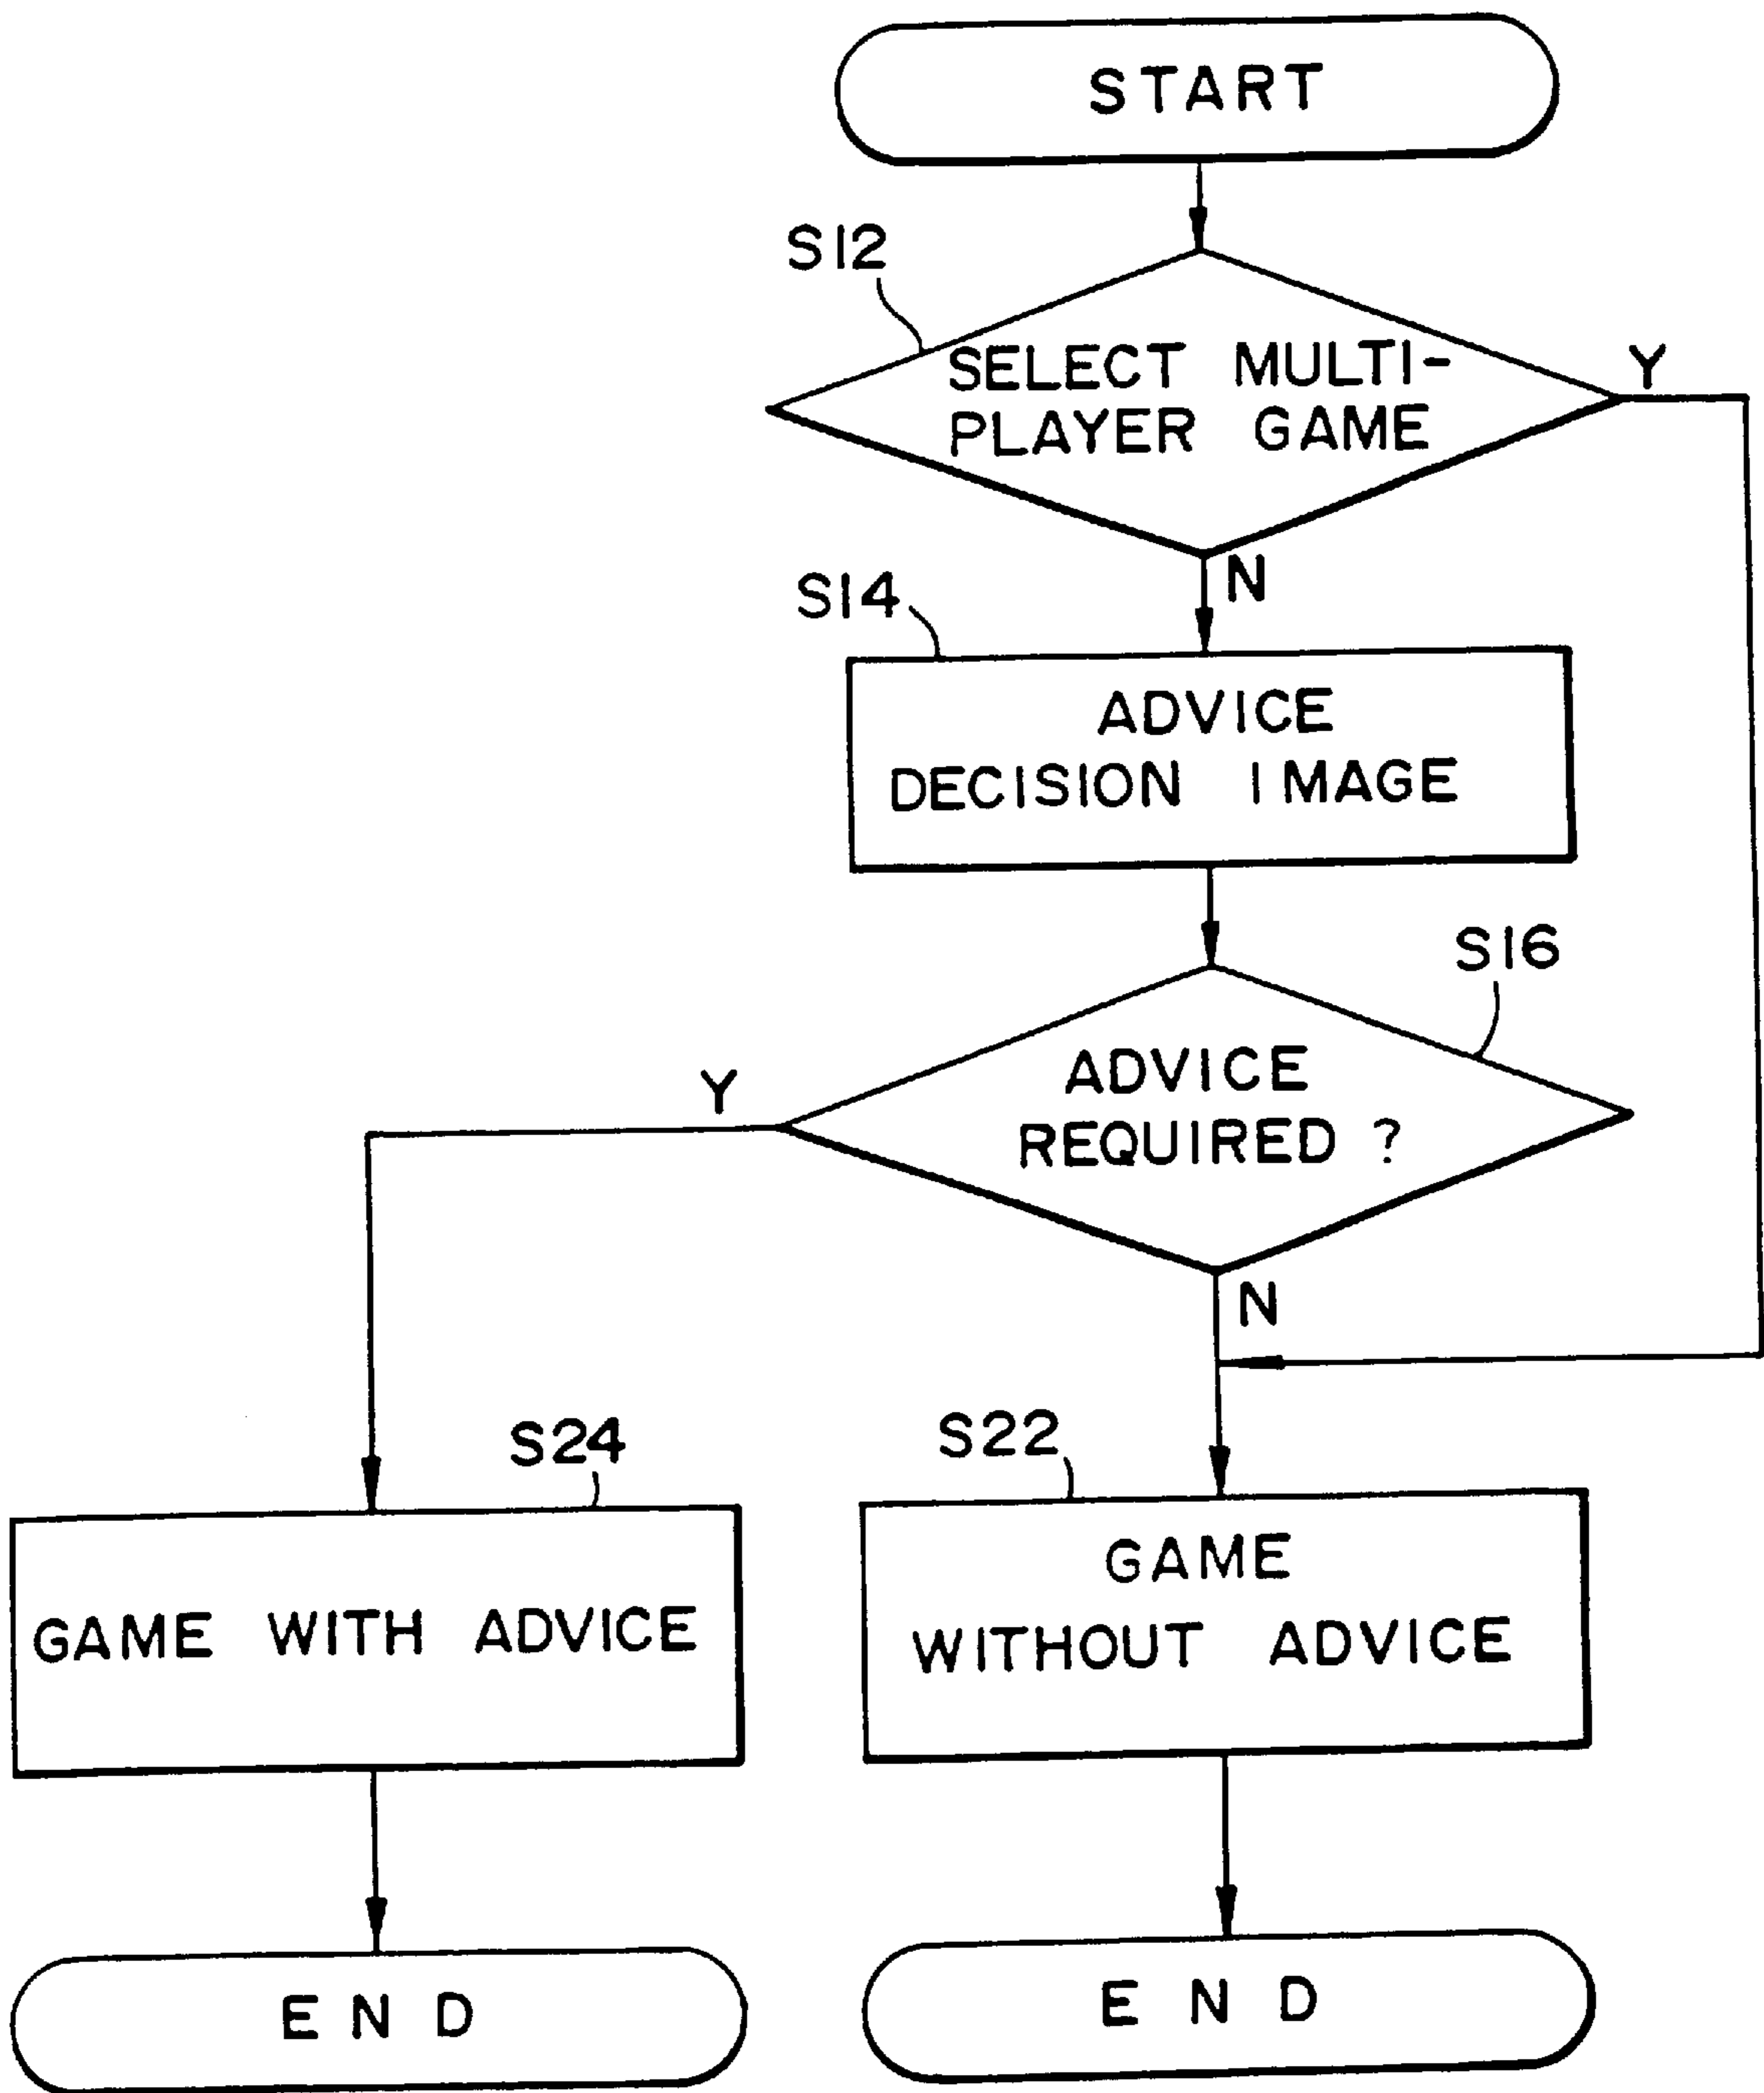 START
S12
SELECT MULTI-
PLAYER GAME
Y
N
S14
ADVICE
DECISION IMAGE
S16
ADVICE
REQUIRED ?
Y
N
S24
S22
GAME WITH ADVICE
GAME
WITHOUT ADVICE
END
END